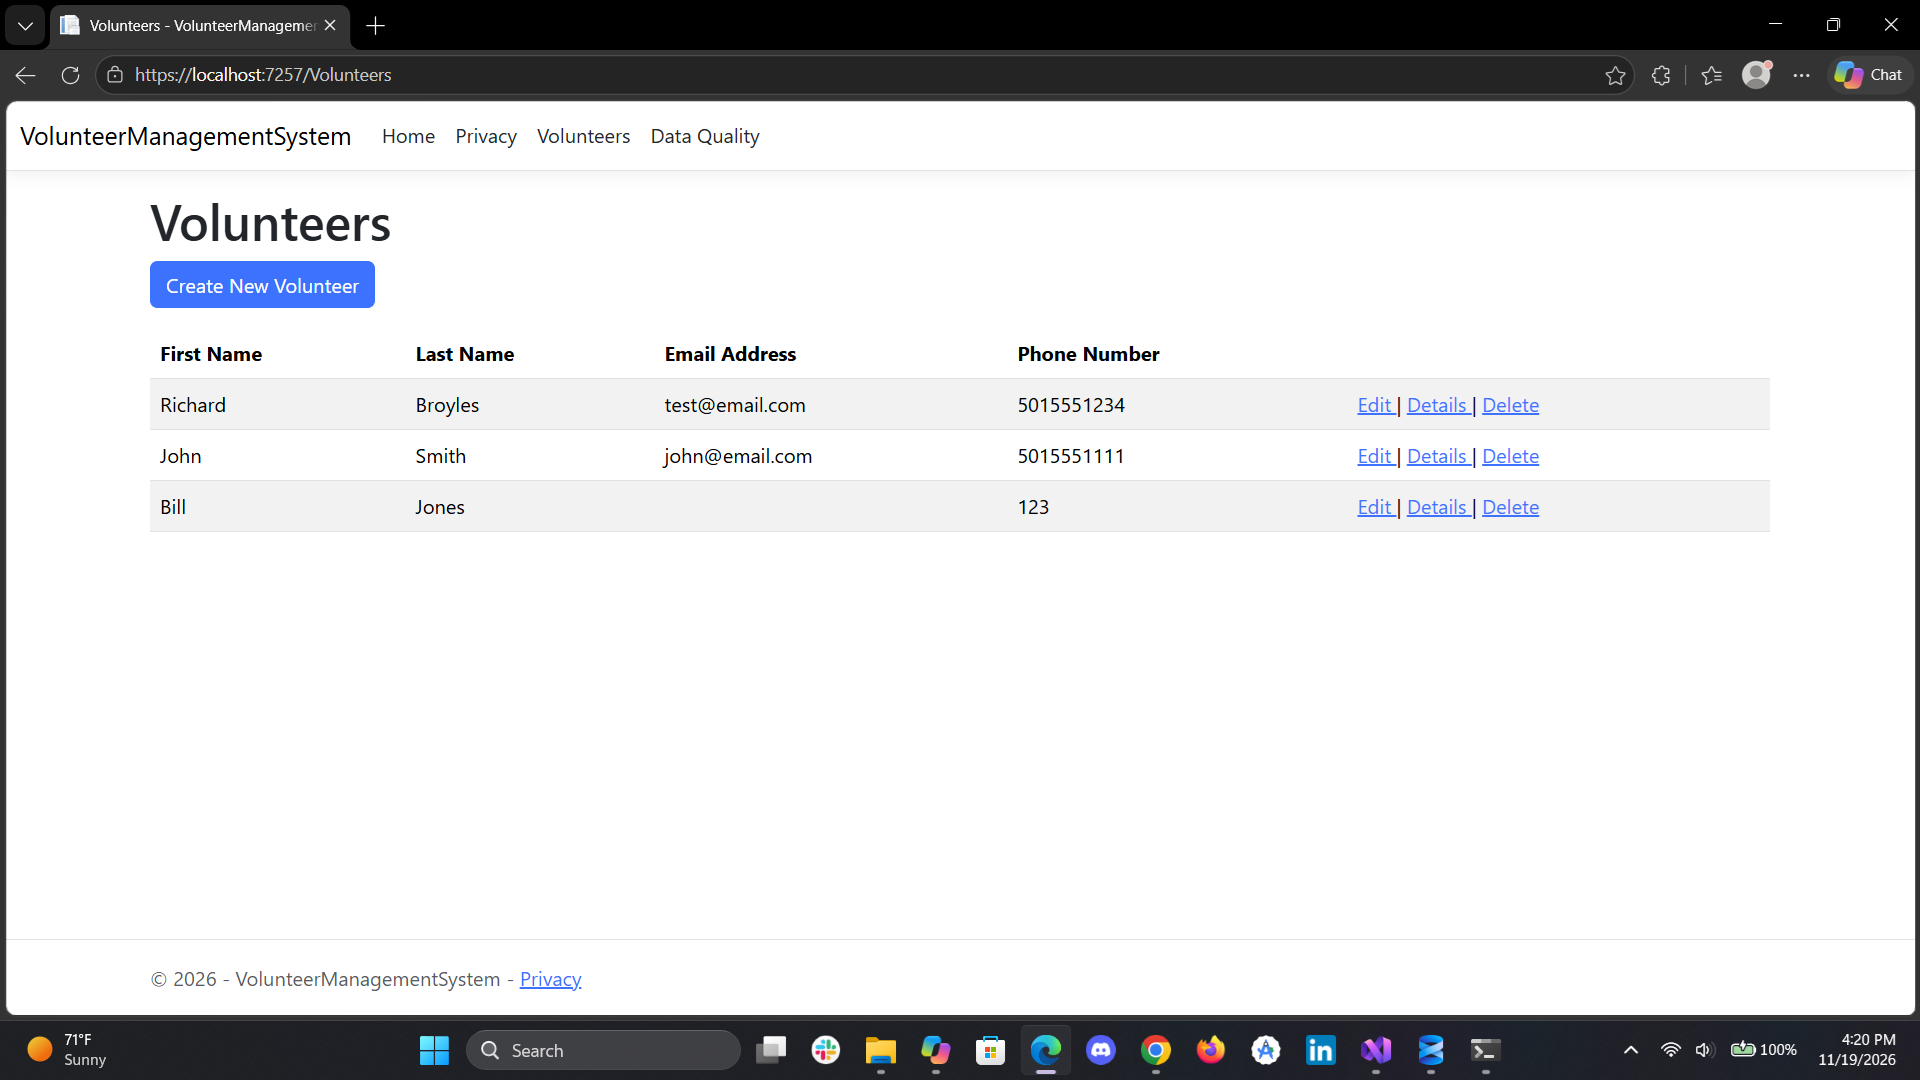 Volunteers - VolunteerManagemen
https://localhost:7257/Volunteers
Chat
VolunteerManagementSystem Home Privacy Volunteers Data Quality
Volunteers
Create New Volunteer
First Name Last Name Email Address Phone Number
Richard Broyles test@email.com 5015551234 Edit | Details | Delete
John Smith john@email.com 5015551111 Edit | Details | Delete
Bill Jones 123 Edit | Details | Delete
© 2026 - VolunteerManagementSystem - Privacy
71°F
Sunny
Search
in
100%
4:20 PM
11/19/2026